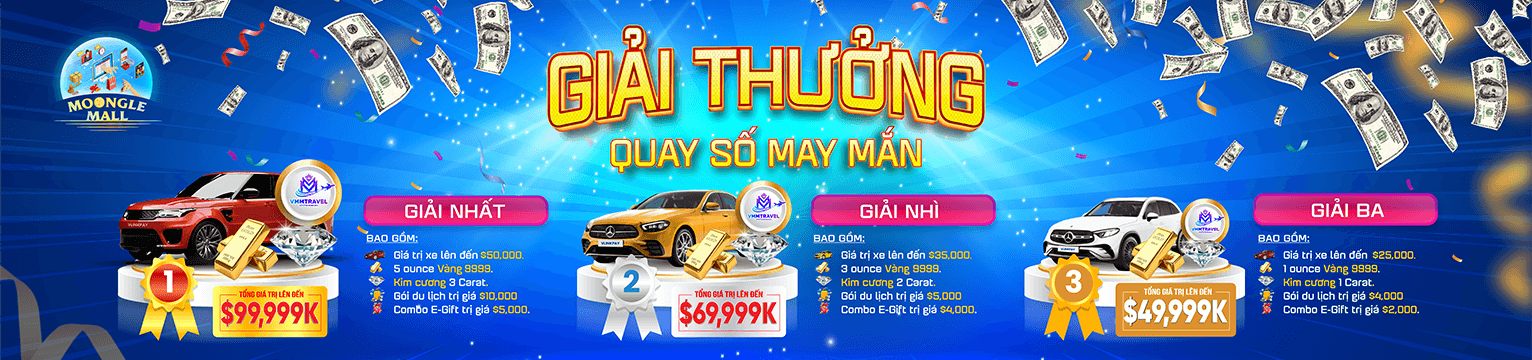 MOONGLE
MALL
GIẢI THƯỞNG
QUAY SỐ MAY MẮN
VMMTRAVEL
VLINKPAY
1
TỔNG GIÁ TRỊ LÊN ĐẾN
$99,999K
GIẢI NHẤT
BAO GỒM:
Giá trị xe lên đến $50,000.
5 ounce Vàng 9999.
Kim cương 3 Carat.
Gói du lịch trị giá $10,000
Combo E-Gift trị giá $5,000.
VMMTRAVEL
VLINKPAY
2
TỔNG GIÁ TRỊ LÊN ĐẾN
$69,999K
GIẢI NHÌ
BAO GỒM:
Giá trị xe lên đến $35,000.
3 ounce Vàng 9999.
Kim cương 2 Carat.
Gói du lịch trị giá $5,000
Combo E-Gift trị giá $4,000.
VMMTRAVEL
VLINKPAY
3
TỔNG GIÁ TRỊ LÊN ĐẾN
$49,999K
GIẢI BA
BAO GỒM:
Giá trị xe lên đến $25,000.
1 ounce Vàng 9999.
Kim cương 1 Carat.
Gói du lịch trị giá $4,000
Combo E-Gift trị giá $2,000.